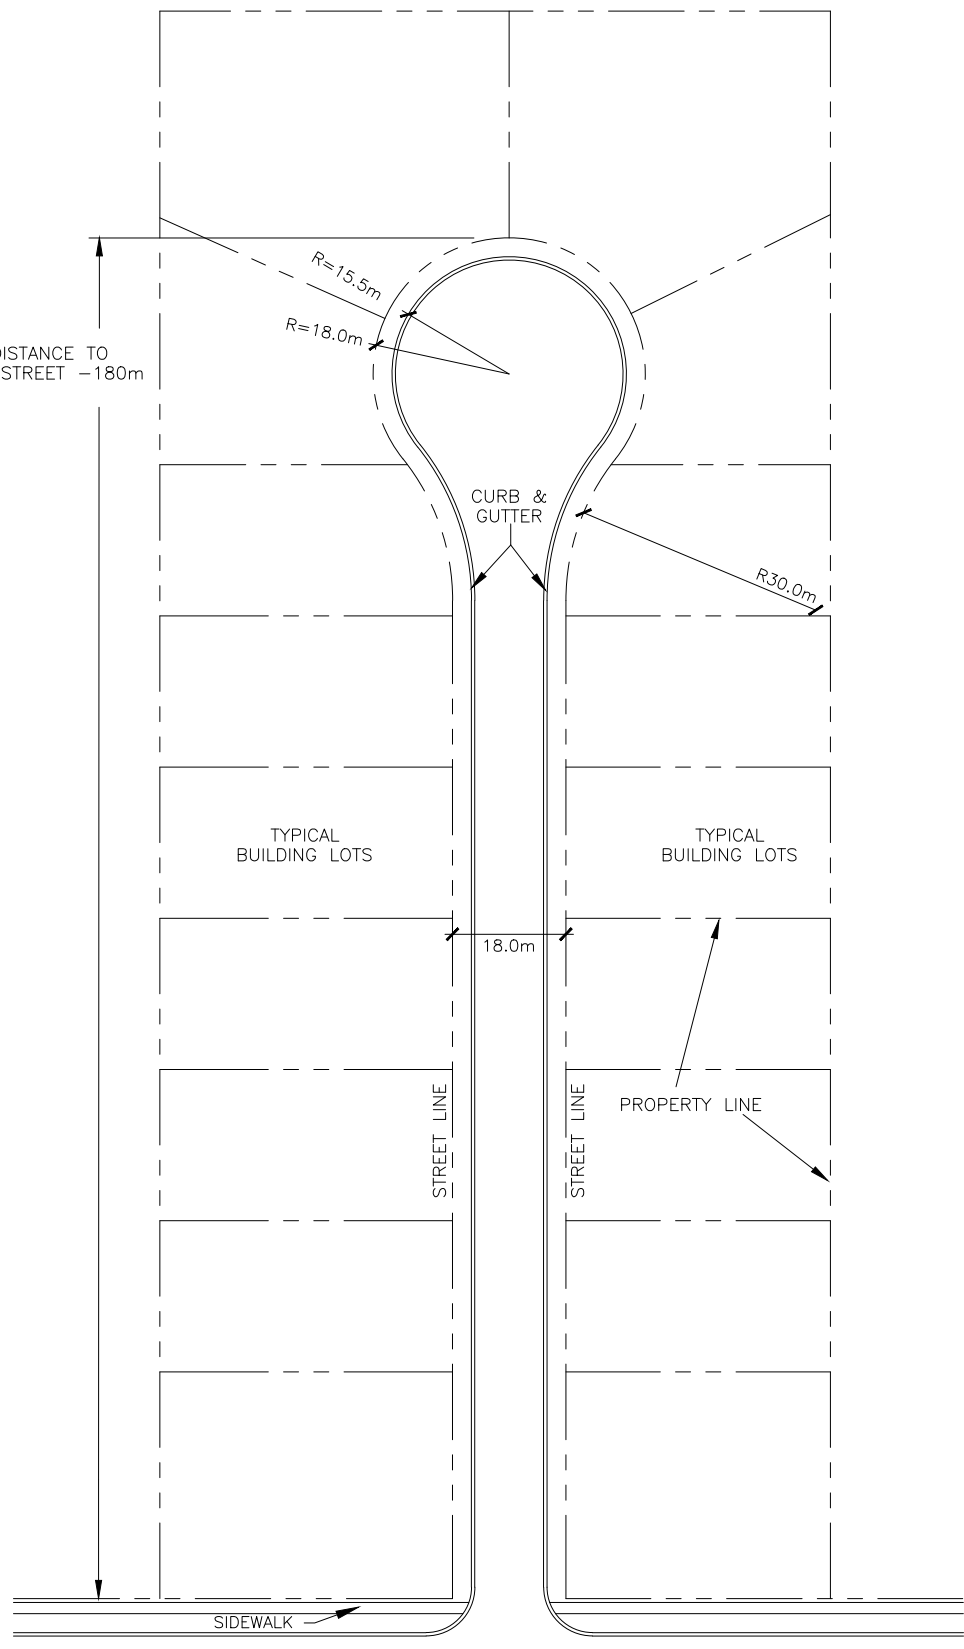 R=15.5m
R=18.0m
DISTANCE TO
STREET -180m
CURB &
GUTTER
R30.0m
TYPICAL
BUILDING LOTS
TYPICAL
BUILDING LOTS
18.0m
STREET LINE
STREET LINE
PROPERTY LINE
SIDEWALK